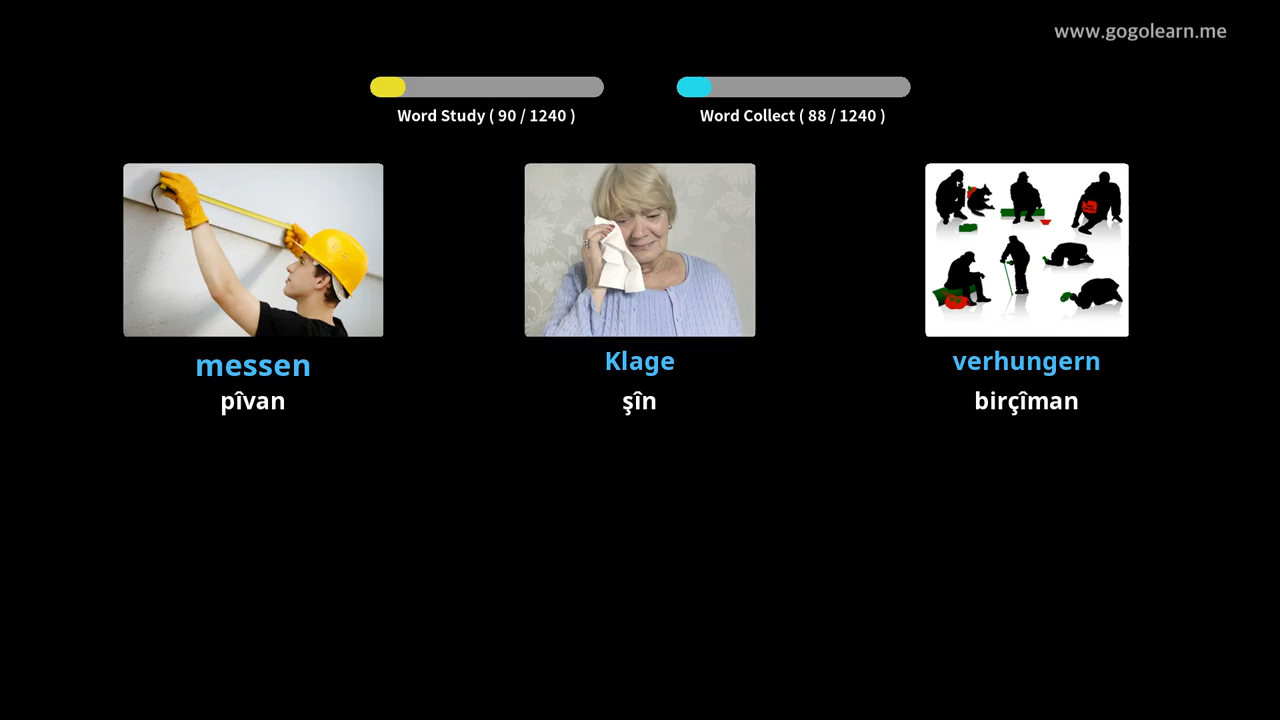 www.gogolearn.me
Word Study ( 90 / 1240 )
Word Collect ( 88 / 1240 )
messen
Klage
verhungern
pîvan
şîn
birçîman